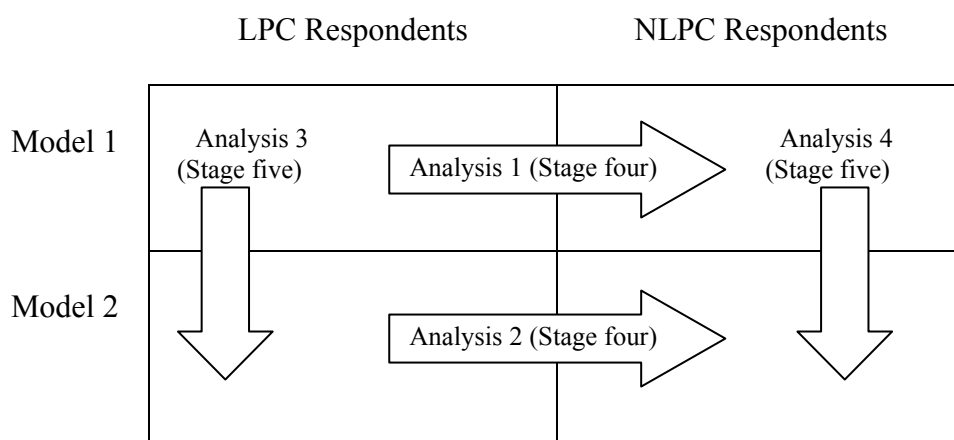 LPC Respondents
NLPC Respondents
Model 1
Analysis 3
(Stage five)
Analysis 1 (Stage four)
Analysis 4
(Stage five)
Model 2
Analysis 2 (Stage four)